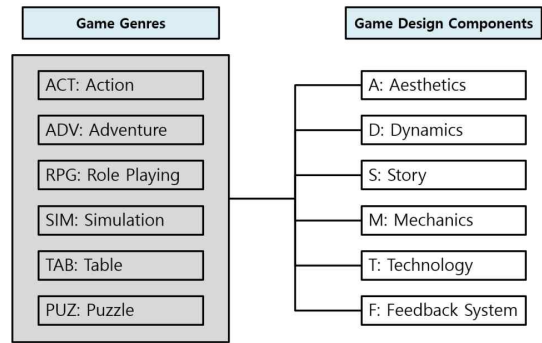 Game Genres
ACT: Action
ADV: Adventure
RPG: Role Playing
SIM: Simulation
TAB: Table
PUZ: Puzzle
Game Design Components
A: Aesthetics
D: Dynamics
S: Story
M: Mechanics
T: Technology
F: Feedback System